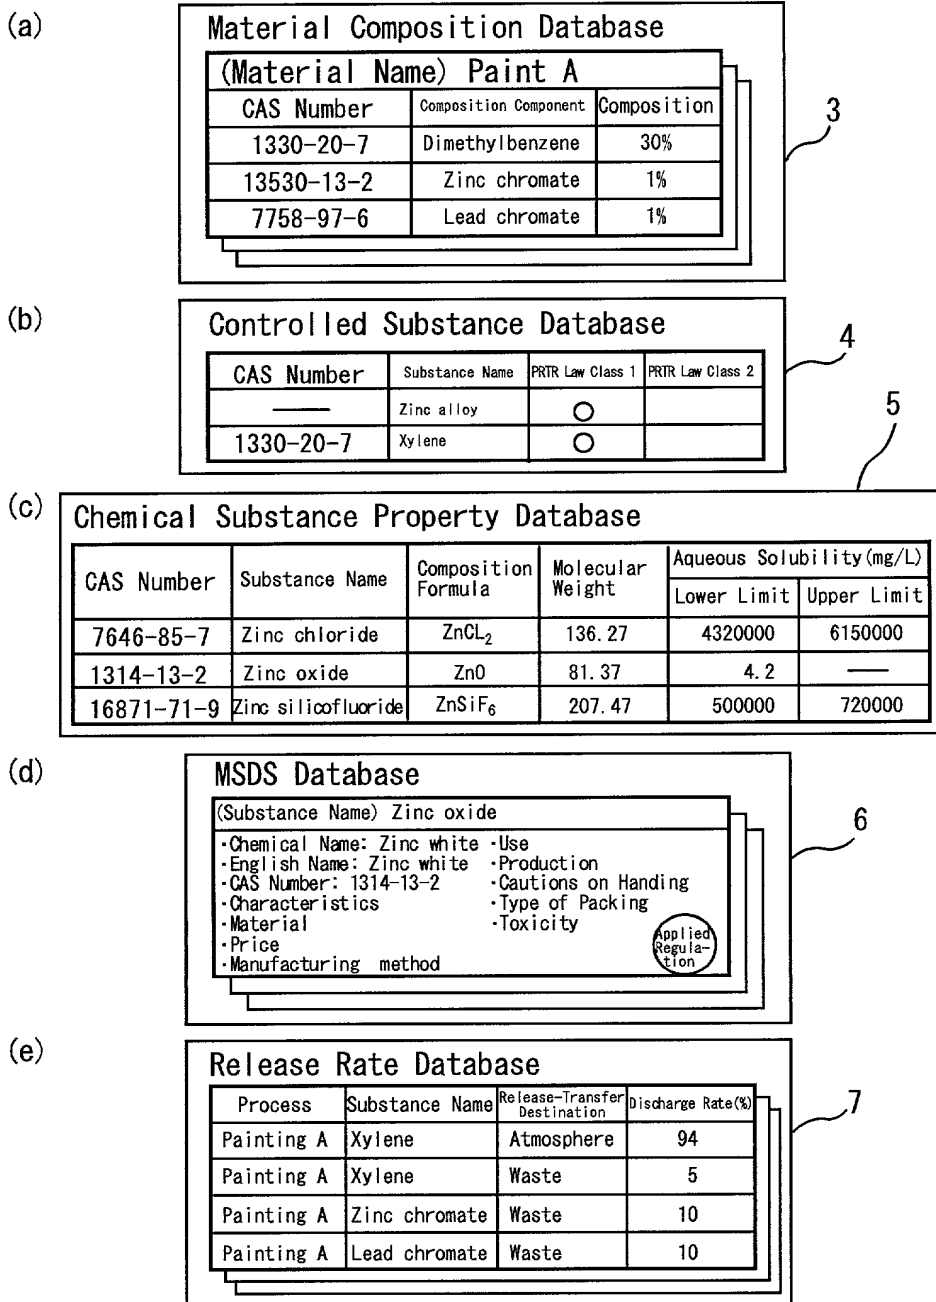 (a)
Material Composition Database
(Material Name) Paint A
CAS Number Composition Component Composition
1330-20-7 Dimethylbenzene 30%
13530-13-2 Zinc chromate 1%
7758-97-6 Lead chromate 1%
3
(b)
Controlled Substance Database
CAS Number Substance Name PRTR Law Class 1 PRTR Law Class 2
— Zinc alloy ○
1330-20-7 Xylene ○
4
5
(c)
Chemical Substance Property Database
CAS Number Substance Name Composition Formula Molecular Weight Aqueous Solubility(mg/L)
Lower Limit Upper Limit
7646-85-7 Zinc chloride ZnCL₂ 136.27 4320000 6150000
1314-13-2 Zinc oxide ZnO 81.37 4.2 —
16871-71-9 Zinc silicofluoride ZnSiF₆ 207.47 500000 720000
(d)
MSDS Database
(Substance Name) Zinc oxide
·Chemical Name: Zinc white ·Use
·English Name: Zinc white ·Production
·CAS Number: 1314-13-2 ·Cautions on Handing
·Characteristics ·Type of Packing
·Material ·Toxicity
·Price
·Manufacturing method
Applied
Regula-
tion
6
(e)
Release Rate Database
Process Substance Name Release-Transfer Destination Discharge Rate(%)
Painting A Xylene Atmosphere 94
Painting A Xylene Waste 5
Painting A Zinc chromate Waste 10
Painting A Lead chromate Waste 10
7